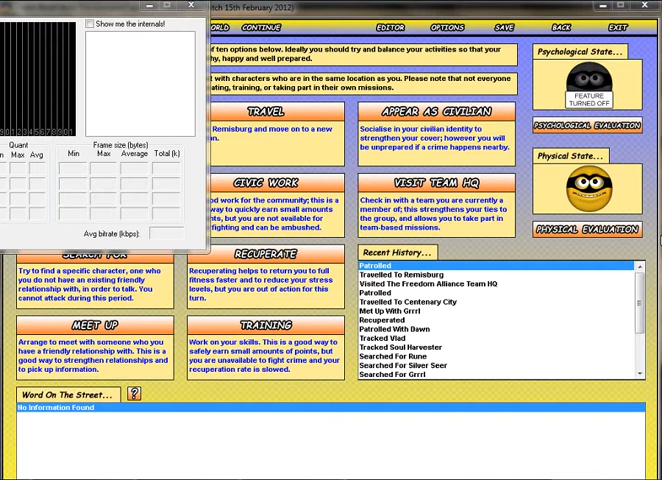 atch 15th February 2012)
Show me the internals!
ORLD CONTINUE EDITOR OPTIONS SAVE BACK EXIT
of ten options below. Ideally you should try and balance your activities so that your
hy, happy and well prepared.
t with characters who are in the same location as you. Please note that not everyone
ating, training, or taking part in their own missions.
Psychological State...
FEATURE
TURNED OFF
PSYCHOLOGICAL EVALUATION
Physical State...
PHYSICAL EVALUATION
Quant
Max Avg
Frame size (bytes)
Min Max Average Total (k)
Avg bitrate (kbps):
TRAVEL
Remisburg and move on to a new
APPEAR AS CIVILIAN
Socialise in your civilian identity to
strengthen your cover; however you will
be unprepared if a crime happens nearby.
CIVIC WORK
od work for the community; this is a
way to quickly earn small amounts
nts, but you are not available for
fighting and can be ambushed.
VISIT TEAM HQ
Check in with a team you are currently a
member of; this strengthens your ties to
the group, and allows you to take part in
team-based missions.
SEARCH FOR
Try to find a specific character, one who
you do not have an existing friendly
relationship with, in order to talk. You
cannot attack during this period.
RECUPERATE
Recuperating helps to return you to full
fitness faster and to reduce your stress
levels, but you are out of action for this
turn.
MEET UP
Arrange to meet with someone who you
have a friendly relationship with. This is a
good way to strengthen relationships and
to pick up information.
TRAINING
Work on your skills. This is a good way to
safely earn small amounts of points, but
you are unavailable to fight crime and your
recuperation rate is slowed.
Recent History...
Patrolled
Travelled To Remisburg
Visited The Freedom Alliance Team HQ
Patrolled
Travelled To Centenary City
Met Up With Grrrl
Recuperated
Patrolled With Dawn
Tracked Vlad
Tracked Soul Harvester
Searched For Rune
Searched For Silver Seer
Searched For Grrrl
Word On The Street...
?
No Information Found